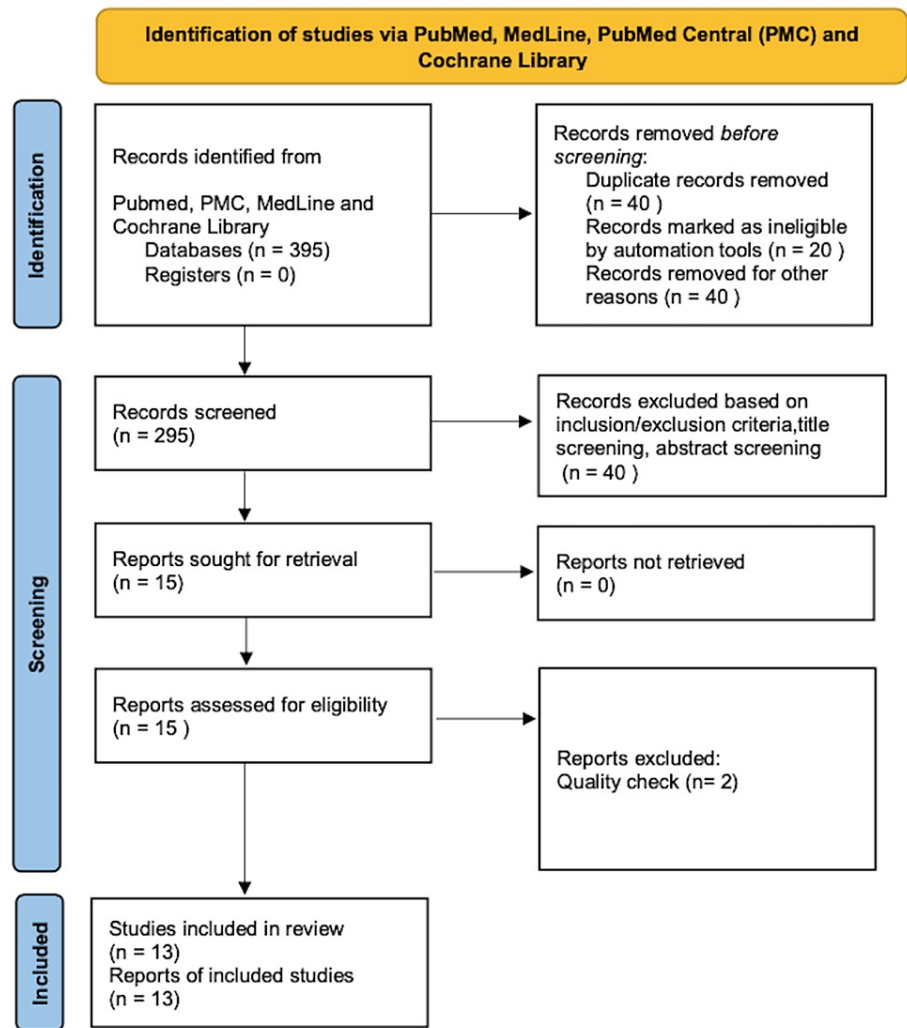 Identification of studies via PubMed, MedLine, PubMed Central (PMC) and
Cochrane Library
Identification
Records identified from
Pubmed, PMC, MedLine and
Cochrane Library
Databases (n = 395)
Registers (n = 0)
Records removed before
screening:
Duplicate records removed
(n = 40 )
Records marked as ineligible
by automation tools (n = 20 )
Records removed for other
reasons (n = 40 )
Screening
Records screened
(n = 295)
Records excluded based on
inclusion/exclusion criteria,title
screening, abstract screening
(n = 40 )
Reports sought for retrieval
(n = 15)
Reports not retrieved
(n = 0)
Reports assessed for eligibility
(n = 15 )
Reports excluded:
Quality check (n= 2)
Included
Studies included in review
(n = 13)
Reports of included studies
(n = 13)